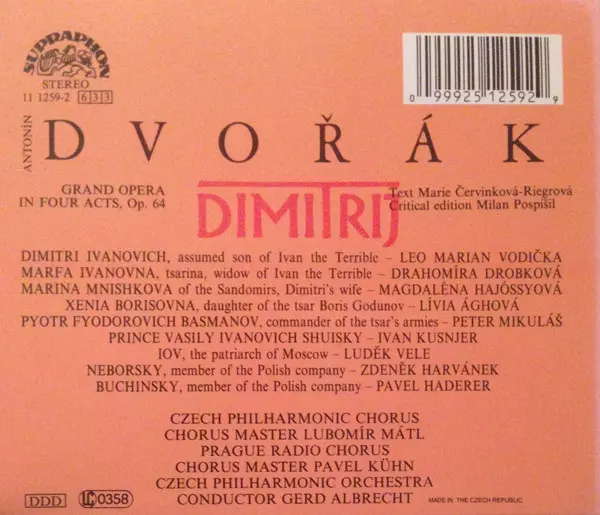 SUPRAPHON
STEREO
11 1259-2 633
0 99925 12592 9
ANTONÍN
DVOŘÁK
GRAND OPERA
IN FOUR ACTS, Op. 64
DIMITRIJ
Text Marie Červinková-Riegrová
Critical edition Milan Pospíšil
DIMITRI IVANOVICH, assumed son of Ivan the Terrible – LEO MARIAN VODIČKA
MARFA IVANOVNA, tsarina, widow of Ivan the Terrible – DRAHOMÍRA DROBKOVÁ
MARINA MNISHKOVA of the Sandomirs, Dimitri's wife – MAGDALÉNA HAJÓSSYOVÁ
XENIA BORISOVNA, daughter of the tsar Boris Godunov – LÍVIA ÁGHOVÁ
PYOTR FYODOROVICH BASMANOV, commander of the tsar's armies – PETER MIKULÁŠ
PRINCE VASILY IVANOVICH SHUISKY – IVAN KUSNJER
IOV, the patriarch of Moscow – LUDĚK VELE
NEBORSKY, member of the Polish company – ZDENĚK HARVÁNEK
BUCHINSKY, member of the Polish company – PAVEL HADERER
CZECH PHILHARMONIC CHORUS
CHORUS MASTER LUBOMÍR MÁTL
PRAGUE RADIO CHORUS
CHORUS MASTER PAVEL KÜHN
CZECH PHILHARMONIC ORCHESTRA
CONDUCTOR GERD ALBRECHT
DDD LC 0358
MADE IN THE CZECH REPUBLIC